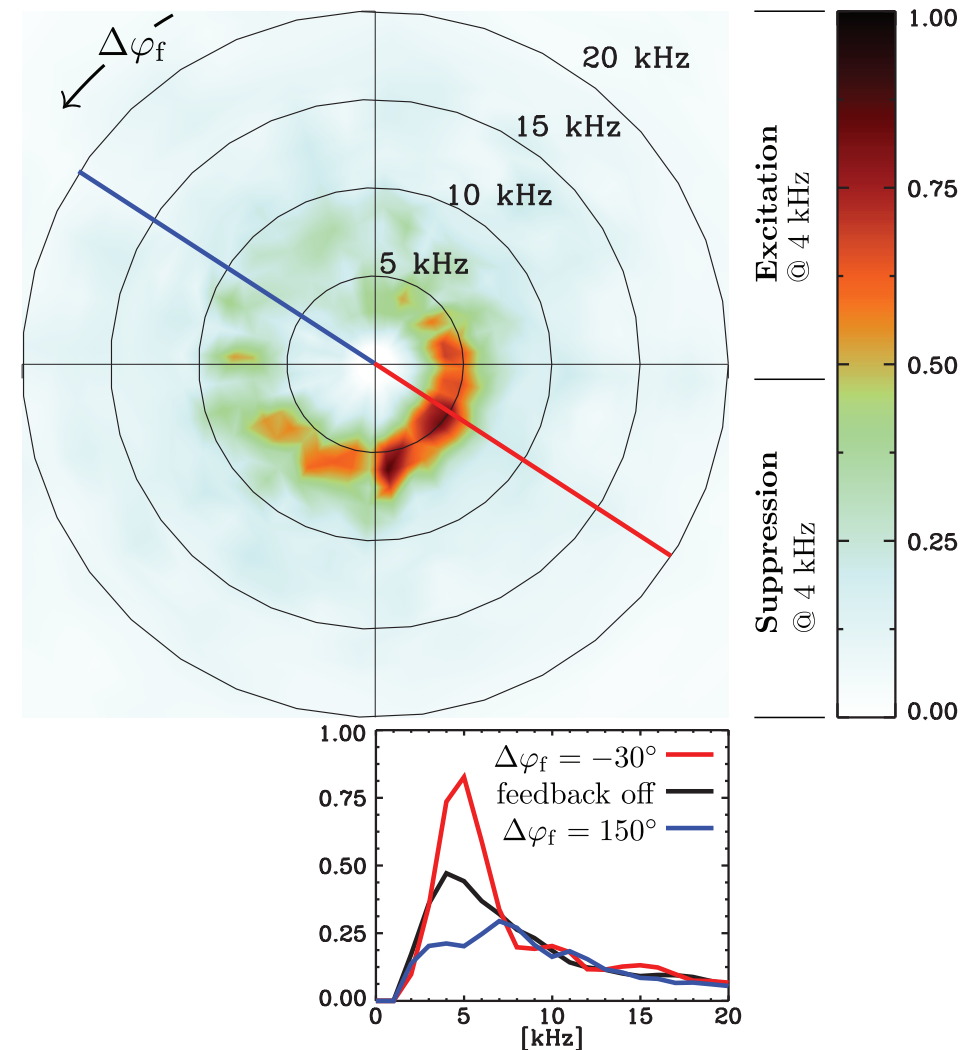 Δφf
20 kHz
15 kHz
10 kHz
5 kHz
Excitation
@ 4 kHz
Suppression
@ 4 kHz
1.00
0.75
0.50
0.25
0.00
1.00
0.75
0.50
0.25
0.00
Δφf = −30°
feedback off
Δφf = 150°
0 5 10 15 20
[kHz]